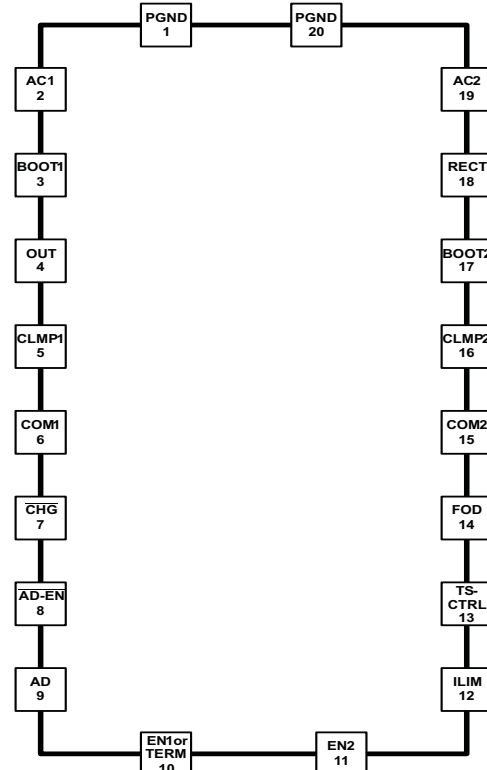 PGND
1
PGND
20
AC1
2
AC2
19
BOOT1
3
RECT
18
OUT
4
BOOT2
17
CLMP1
5
CLMP2
16
COM1
6
COM2
15
CHG
7
FOD
14
AD-EN
8
TS-
CTRL
13
AD
9
ILIM
12
EN1or
TERM
10
EN2
11